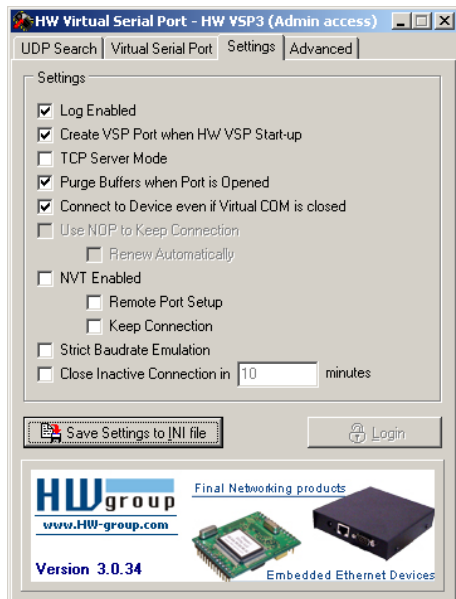 HW Virtual Serial Port - HW VSP3 (Admin access)
UDP Search Virtual Serial Port Settings Advanced
Settings
Log Enabled
Create VSP Port when HW VSP Start-up
TCP Server Mode
Purge Buffers when Port is Opened
Connect to Device even if Virtual COM is closed
Use NOP to Keep Connection
Renew Automatically
NVT Enabled
Remote Port Setup
Keep Connection
Strict Baudrate Emulation
Close Inactive Connection in 10 minutes
Save Settings to INI file Login
HW group
www.HW-group.com
Final Networking products
Version 3.0.34
Embedded Ethernet Devices